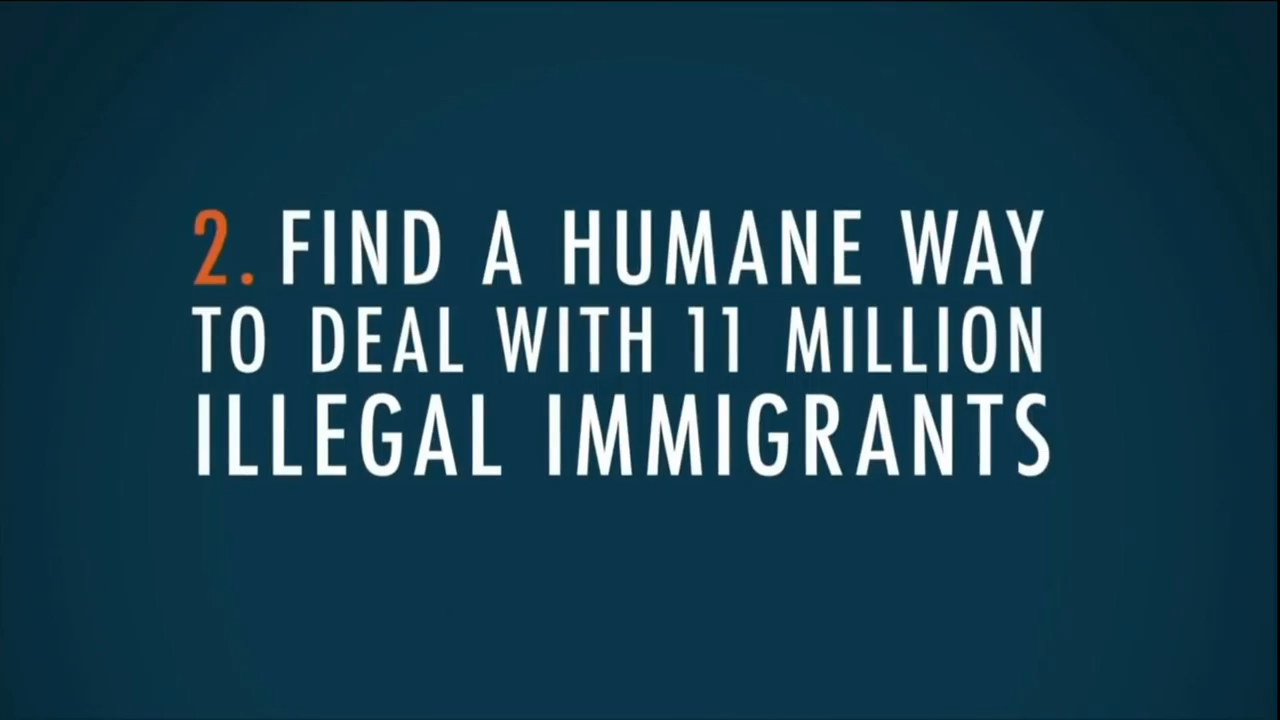 2. FIND A HUMANE WAY
TO DEAL WITH 11 MILLION
ILLEGAL IMMIGRANTS